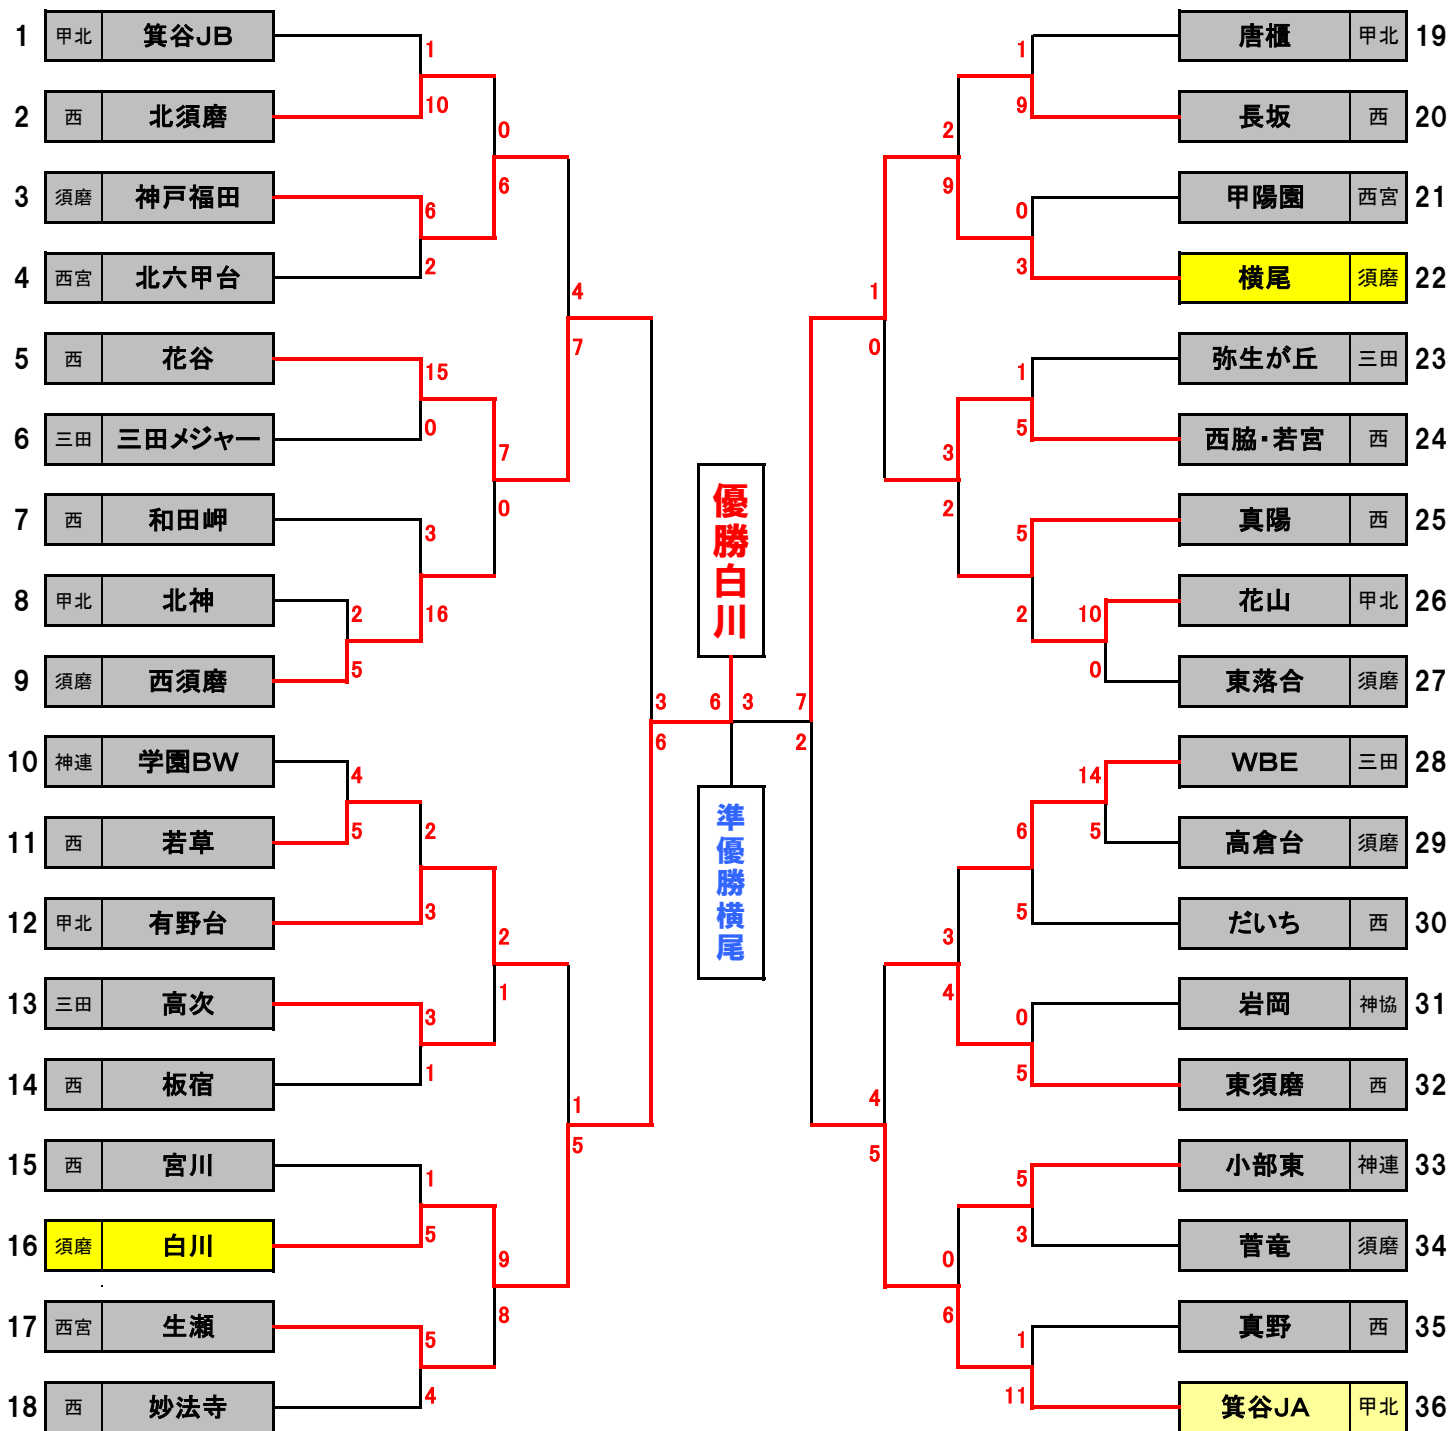 1 甲北 箕谷JB
2 西 北須磨
3 須磨 神戸福田
4 西宮 北六甲台
5 西 花谷
6 三田 三田メジャー
7 西 和田岬
8 甲北 北神
9 須磨 西須磨
10 神連 学園BW
11 西 若草
12 甲北 有野台
13 三田 高次
14 西 板宿
15 西 宮川
16 須磨 白川
17 西宮 生瀬
18 西 妙法寺
1
10
6
2
15
0
3
16
2
5
4
5
2
3
3
1
1
5
5
4
0
6
7
0
2
1
9
8
4
7
1
5
3
6
優勝白川
6 3
準優勝横尾
7
2
1
0
4
5
2
9
3
2
3
4
0
6
1
9
0
3
1
5
5
2
10
0
14
5
6
5
0
5
5
3
1
11
唐櫃 甲北 19
長坂 西 20
甲陽園 西宮 21
横尾 須磨 22
弥生が丘 三田 23
西脇・若宮 西 24
真陽 西 25
花山 甲北 26
東落合 須磨 27
WBE 三田 28
高倉台 須磨 29
だいち 西 30
岩岡 神協 31
東須磨 西 32
小部東 神連 33
菅竜 須磨 34
真野 西 35
箕谷JA 甲北 36